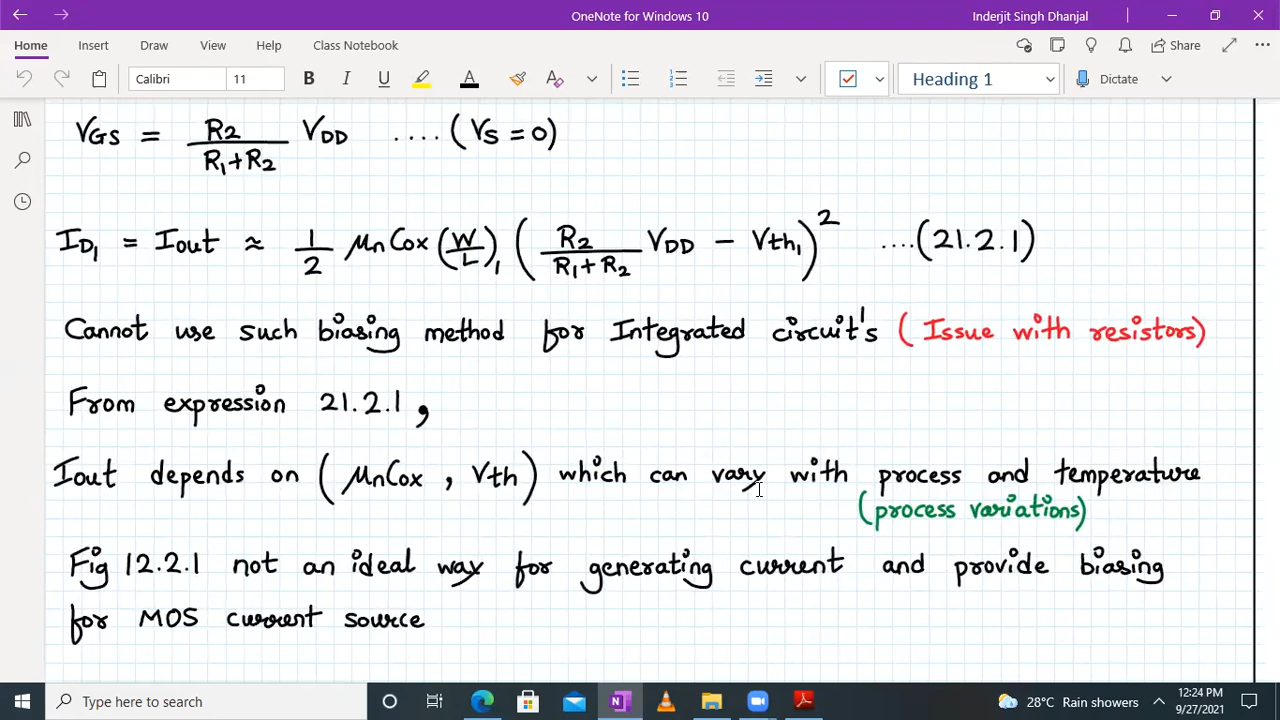 OneNote for Windows 10
Inderjit Singh Dhanjal
Home Insert Draw View Help Class Notebook
Share
Calibri 11 B I U A Heading 1 Dictate
VGS = R2/(R1+R2) VDD ....(VS = 0)
ID1 = Iout ≈ 1/2 μnCox (W/L)1 (R2/(R1+R2) VDD - Vth1)² ....(21.2.1)
Cannot use such biasing method for Integrated circuit's (Issue with resistors)
From expression 21.2.1,
Iout depends on (μnCox, Vth) which can vary with process and temperature
(process variations)
Fig 12.2.1 not an ideal way for generating current and provide biasing
for MOS current source
Type here to search
28°C Rain showers
12:24 PM
9/27/2021